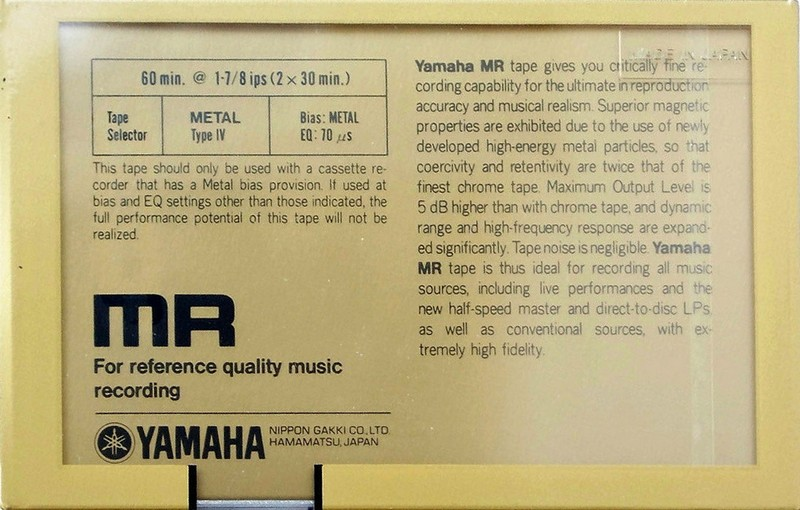 MADE IN JAPAN
60 min. @ 1-7/8 ips (2 × 30 min.)
Tape Selector
METAL Type IV
Bias: METAL EQ: 70 µs
This tape should only be used with a cassette re-
corder that has a Metal bias provision. If used at
bias and EQ settings other than those indicated, the
full performance potential of this tape will not be
realized.
mR
For reference quality music
recording
YAMAHA
NIPPON GAKKI CO., LTD.
HAMAMATSU, JAPAN
Yamaha MR tape gives you critically fine re-
cording capability for the ultimate in reproduction
accuracy and musical realism. Superior magnetic
properties are exhibited due to the use of newly
developed high-energy metal particles, so that
coercivity and retentivity are twice that of the
finest chrome tape. Maximum Output Level is
5 dB higher than with chrome tape, and dynamic
range and high-frequency response are expand-
ed significantly. Tape noise is negligible. Yamaha
MR tape is thus ideal for recording all music
sources, including live performances and the
new half-speed master and direct-to-disc LPs,
as well as conventional sources, with ex-
tremely high fidelity.